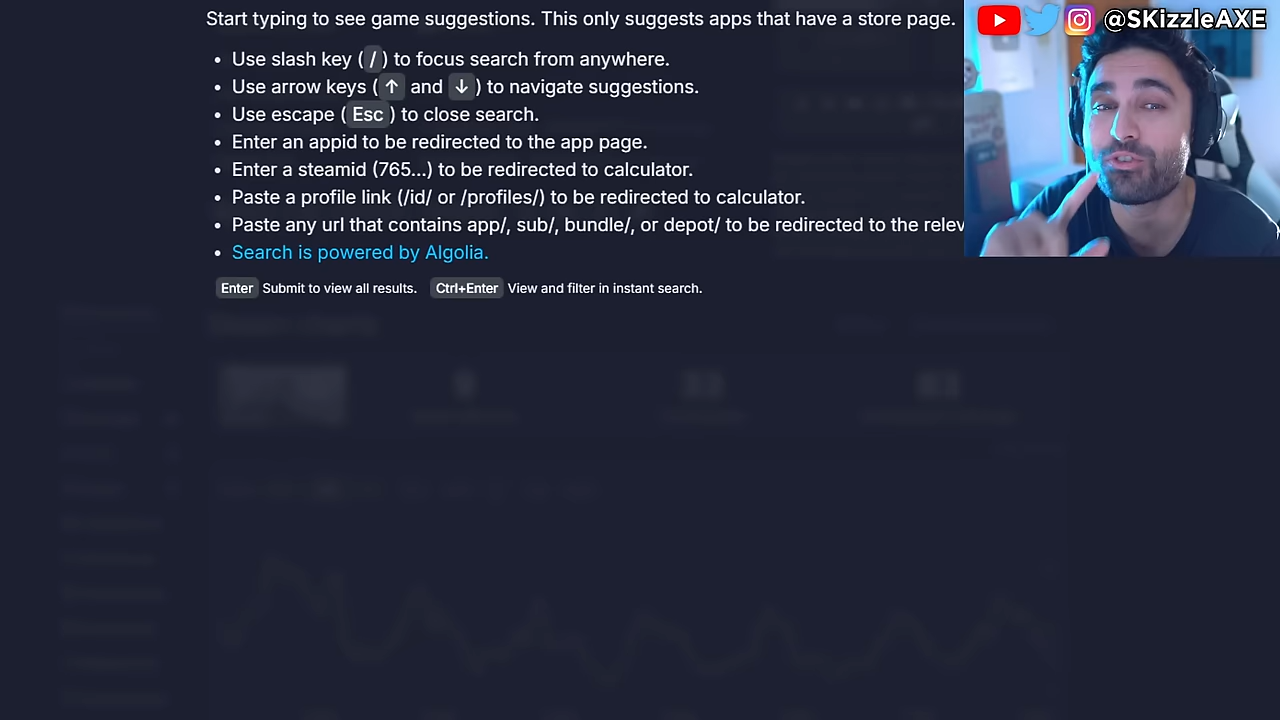 Start typing to see game suggestions. This only suggests apps that have a store page.
@SKizzleAXE
• Use slash key ( / ) to focus search from anywhere.
• Use arrow keys ( ↑ and ↓ ) to navigate suggestions.
• Use escape ( Esc ) to close search.
• Enter an appid to be redirected to the app page.
• Enter a steamid (765...) to be redirected to calculator.
• Paste a profile link (/id/ or /profiles/) to be redirected to calculator.
• Paste any url that contains app/, sub/, bundle/, or depot/ to be redirected to the relev
• Search is powered by Algolia.
Enter Submit to view all results. Ctrl+Enter View and filter in instant search.